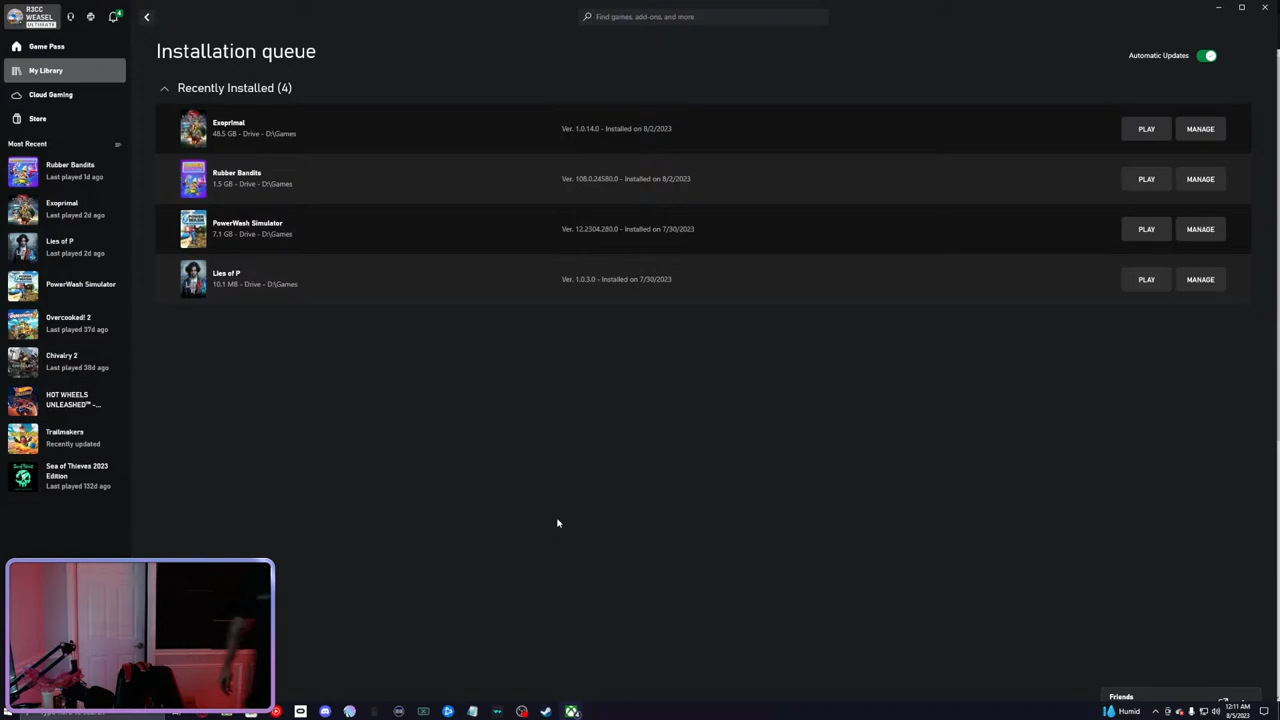 R3CC
WEASEL
ULTIMATE
4
Find games, add-ons, and more
Game Pass
My Library
Cloud Gaming
Store
Most Recent
Rubber Bandits
Last played 1d ago
Exoprimal
Last played 2d ago
Lies of P
Last played 2d ago
PowerWash Simulator
Overcooked! 2
Last played 37d ago
Chivalry 2
Last played 38d ago
HOT WHEELS
UNLEASHED™ -...
Trailmakers
Recently updated
Sea of Thieves 2023
Edition
Last played 132d ago
Installation queue
Automatic Updates
Recently Installed (4)
Exoprimal
48.5 GB - Drive - D:\Games
Ver. 1.0.14.0 - Installed on 8/2/2023
PLAY
MANAGE
Rubber Bandits
1.5 GB - Drive - D:\Games
Ver. 108.0.24580.0 - Installed on 8/2/2023
PLAY
MANAGE
PowerWash Simulator
7.1 GB - Drive - D:\Games
Ver. 12.2304.280.0 - Installed on 7/30/2023
PLAY
MANAGE
Lies of P
10.1 MB - Drive - D:\Games
Ver. 1.0.3.0 - Installed on 7/30/2023
PLAY
MANAGE
Friends
Humid
12:11 AM
8/5/2023